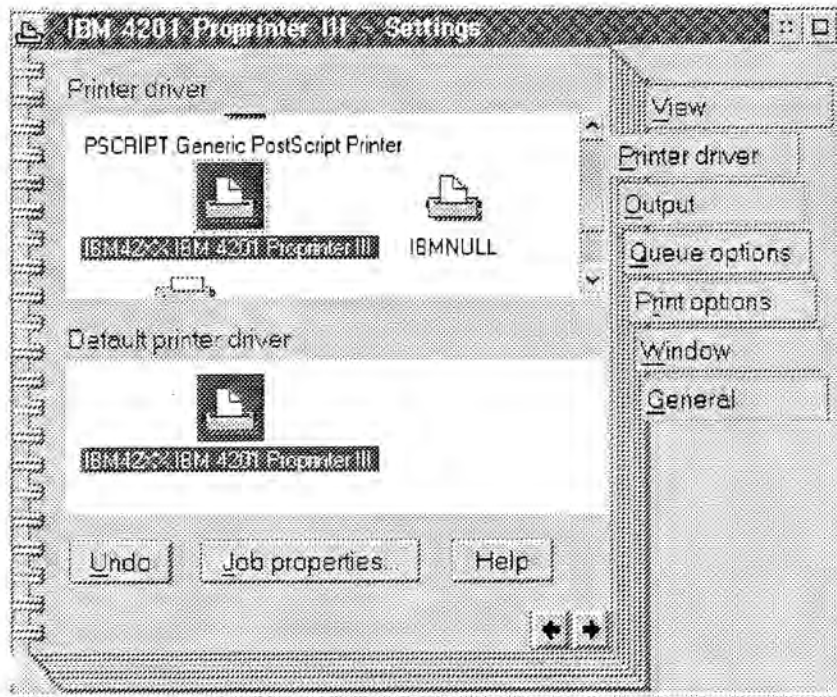 IBM 4201 Proprinter III - Settings
Printer driver
PSCRIPT.Generic PostScript Printer
IBM42XX.IBM 4201 Proprinter III
IBMNULL
Default printer driver
IBM42XX.IBM 4201 Proprinter III
Undo
Job properties...
Help
View
Printer driver
Output
Queue options
Print options
Window
General